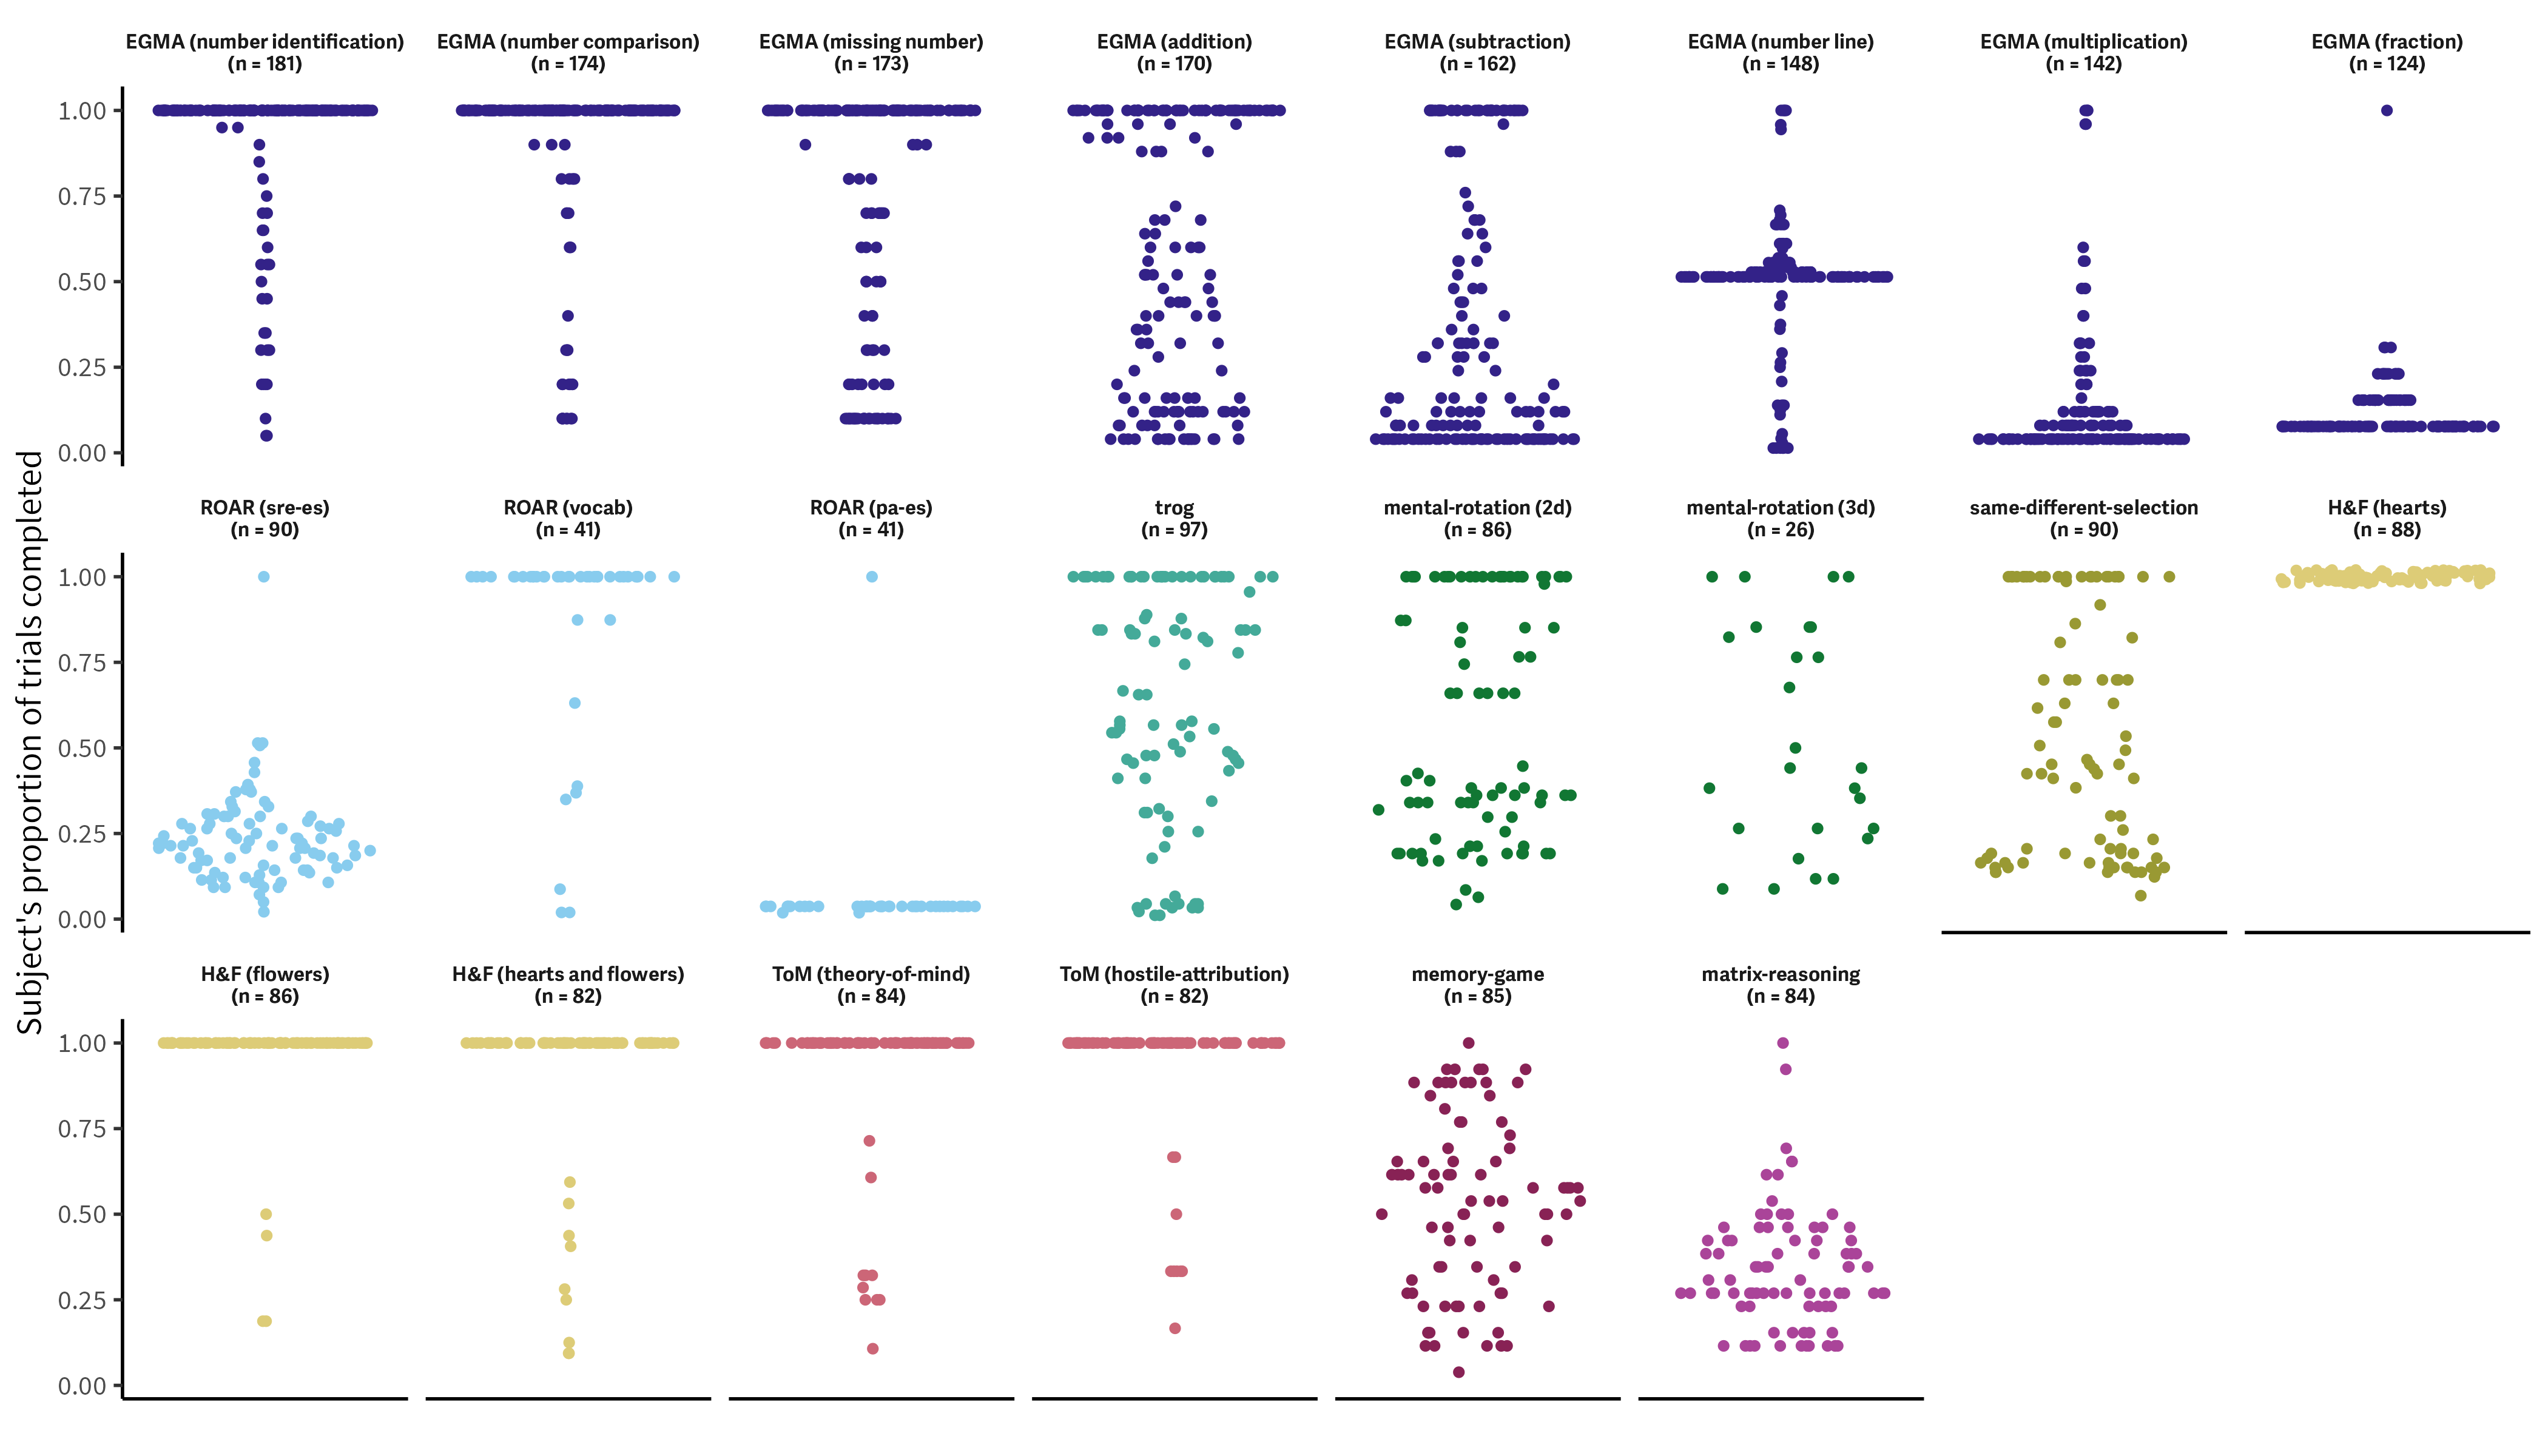 Subject's proportion of trials completed
EGMA (number identification)
(n = 181)
EGMA (number comparison)
(n = 174)
EGMA (missing number)
(n = 173)
EGMA (addition)
(n = 170)
EGMA (subtraction)
(n = 162)
EGMA (number line)
(n = 148)
EGMA (multiplication)
(n = 142)
EGMA (fraction)
(n = 124)
1.00
0.75
0.50
0.25
0.00
ROAR (sre-es)
(n = 90)
ROAR (vocab)
(n = 41)
ROAR (pa-es)
(n = 41)
trog
(n = 97)
mental-rotation (2d)
(n = 86)
mental-rotation (3d)
(n = 26)
same-different-selection
(n = 90)
H&F (hearts)
(n = 88)
1.00
0.75
0.50
0.25
0.00
H&F (flowers)
(n = 86)
H&F (hearts and flowers)
(n = 82)
ToM (theory-of-mind)
(n = 84)
ToM (hostile-attribution)
(n = 82)
memory-game
(n = 85)
matrix-reasoning
(n = 84)
1.00
0.75
0.50
0.25
0.00